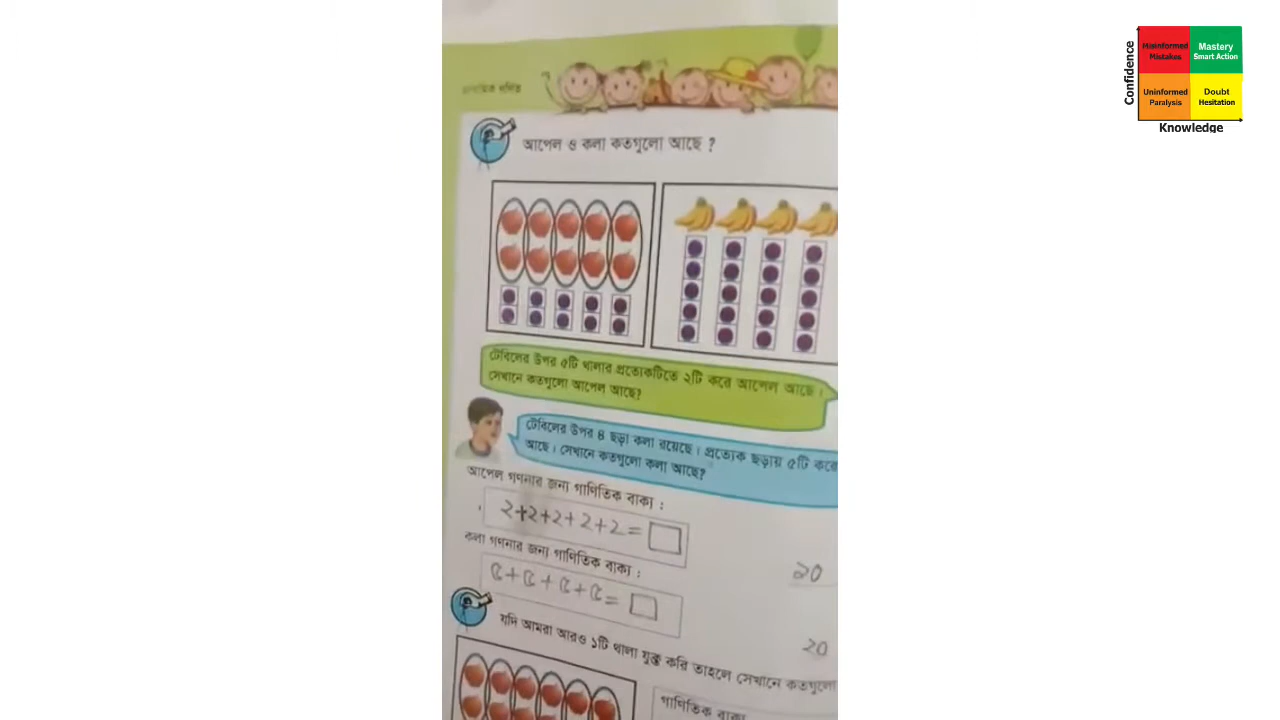 প্রাথমিক গণিত
আপেল ও কলা কতগুলো আছে ?
টেবিলের উপর ৫টি থালার প্রত্যেকটিতে ২টি করে আপেল আছে।
সেখানে কতগুলো আপেল আছে?
টেবিলের উপর ৪ ছড়া কলা রয়েছে। প্রত্যেক ছড়ায় ৫টি করে
আছে। সেখানে কতগুলো কলা আছে?
আপেল গণনার জন্য গাণিতিক বাক্য :
২+২+২+২+২=
১০
কলা গণনার জন্য গাণিতিক বাক্য :
৫+৫+৫+৫=
২০
যদি আমরা আরও ১টি থালা যুক্ত করি তাহলে সেখানে কতগুলো
গাণিতিক বাক্য
Confidence
Misinformed
Mistakes
Mastery
Smart Action
Uninformed
Paralysis
Doubt
Hesitation
Knowledge